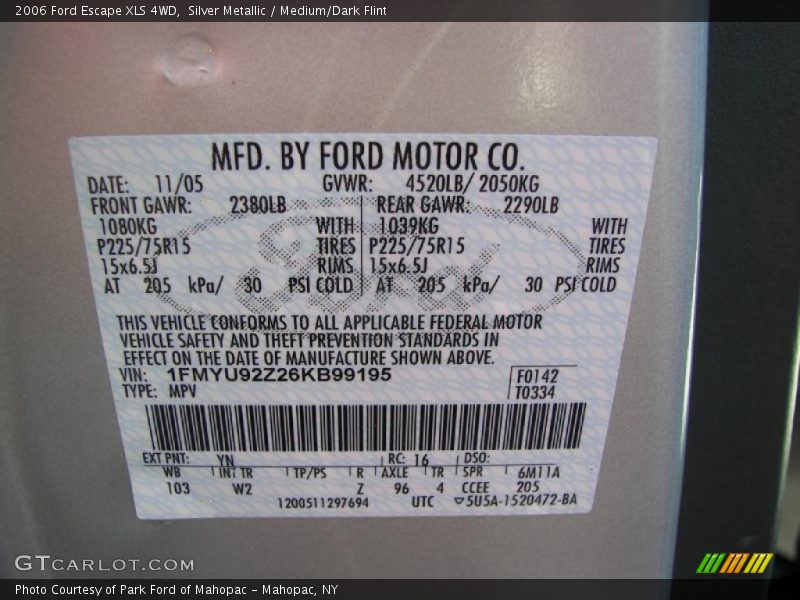 2006 Ford Escape XLS 4WD, Silver Metallic / Medium/Dark Flint
MFD. BY FORD MOTOR CO.
DATE: 11/05 GVWR: 4520LB/ 2050KG
FRONT GAWR: 2380LB REAR GAWR: 2290LB
1080KG WITH 1039KG WITH
P225/75R15 TIRES P225/75R15 TIRES
15x6.5J RIMS 15x6.5J RIMS
AT 205 kPa/ 30 PSI COLD AT 205 kPa/ 30 PSI COLD
Ford
THIS VEHICLE CONFORMS TO ALL APPLICABLE FEDERAL MOTOR
VEHICLE SAFETY AND THEFT PREVENTION STANDARDS IN
EFFECT ON THE DATE OF MANUFACTURE SHOWN ABOVE.
VIN: 1FMYU92Z26KB99195 F0142
TYPE: MPV T0334
EXT PNT: YN RC: 16 DSO:
WB INT TR TP/PS R AXLE TR SPR 6M11A
103 W2 Z 96 4 CCEE 205
1200511297694 UTC ▽5U5A-1520472-BA
GTCARLOT.COM
Photo Courtesy of Park Ford of Mahopac - Mahopac, NY